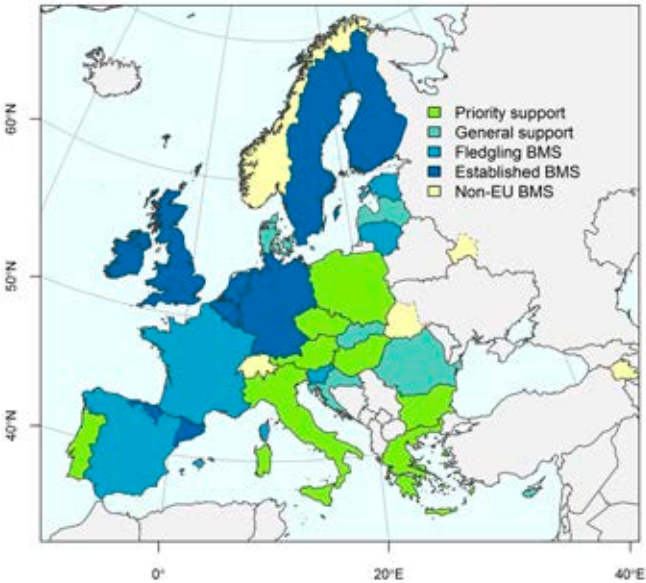 Priority support
General support
Fledgling BMS
Established BMS
Non-EU BMS
60°N
50°N
40°N
0°
20°E
40°E